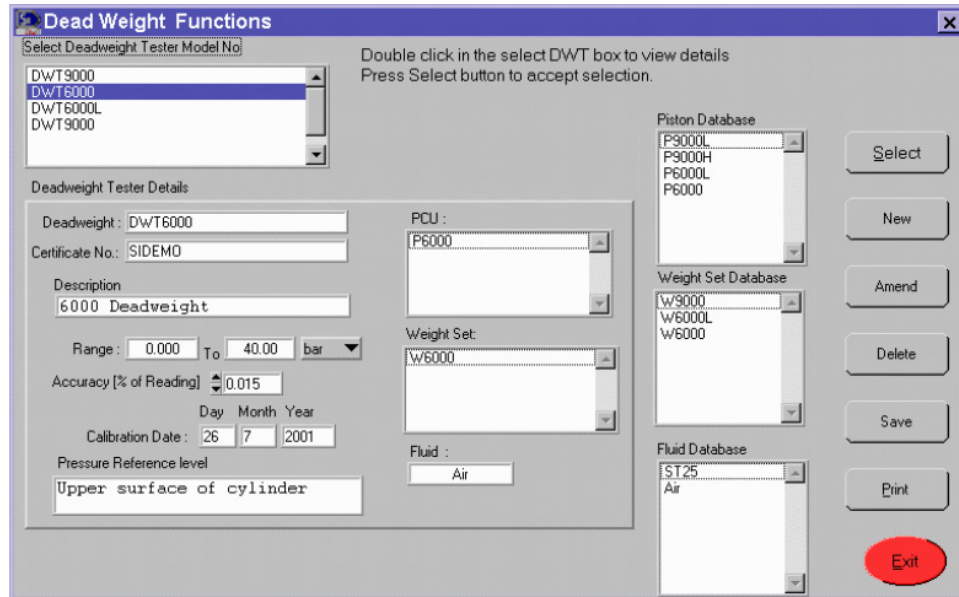 Dead Weight Functions
Select Deadweight Tester Model No
Double click in the select DWT box to view details
Press Select button to accept selection.
DWT9000
DWT6000
DWT6000L
DWT9000
Deadweight Tester Details
Deadweight : DWT6000
Certificate No.: SIDEMO
Description
6000 Deadweight
Range : 0.000 To 40.00 bar
Accuracy [% of Reading] 0.015
Day Month Year
Calibration Date : 26 7 2001
Pressure Reference level
Upper surface of cylinder
PCU :
P6000
Weight Set:
W6000
Fluid :
Air
Piston Database
P9000L
P9000H
P6000L
P6000
Weight Set Database
W9000
W6000L
W6000
Fluid Database
ST25
Air
Select
New
Amend
Delete
Save
Print
Exit